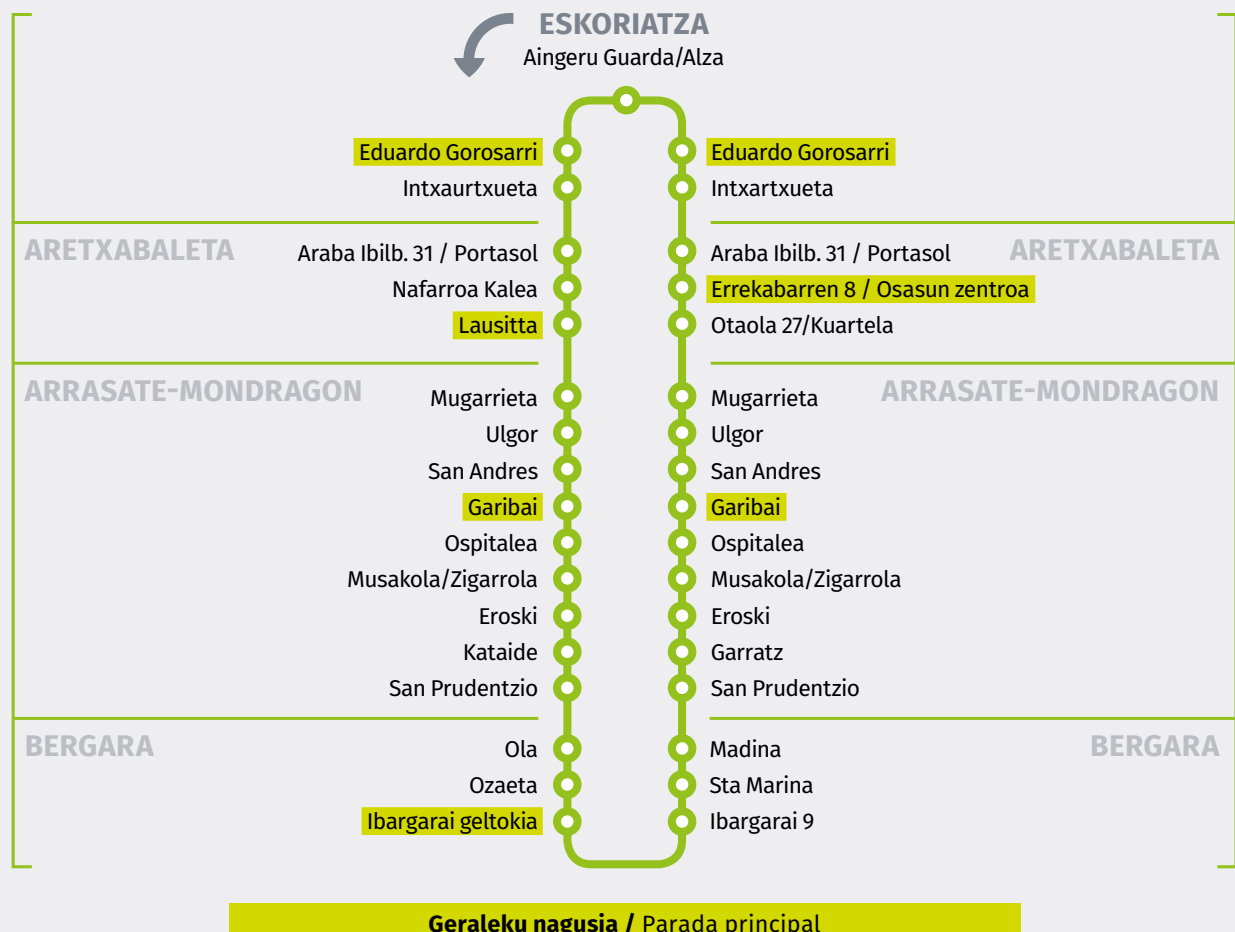 ESKORIATZA
Aingeru Guarda/Alza
Eduardo Gorosarri
Eduardo Gorosarri
Intxaurtxueta
Intxartxueta
ARETXABALETA
Araba Ibilb. 31 / Portasol
Araba Ibilb. 31 / Portasol
ARETXABALETA
Nafarroa Kalea
Errekabarren 8 / Osasun zentroa
Lausitta
Otaola 27/Kuartela
ARRASATE-MONDRAGON
Mugarrieta
Mugarrieta
ARRASATE-MONDRAGON
Ulgor
Ulgor
San Andres
San Andres
Garibai
Garibai
Ospitalea
Ospitalea
Musakola/Zigarrola
Musakola/Zigarrola
Eroski
Eroski
Kataide
Garratz
San Prudentzio
San Prudentzio
BERGARA
Ola
Madina
BERGARA
Ozaeta
Sta Marina
Ibargarai geltokia
Ibargarai 9
Geraleku nagusia / Parada principal